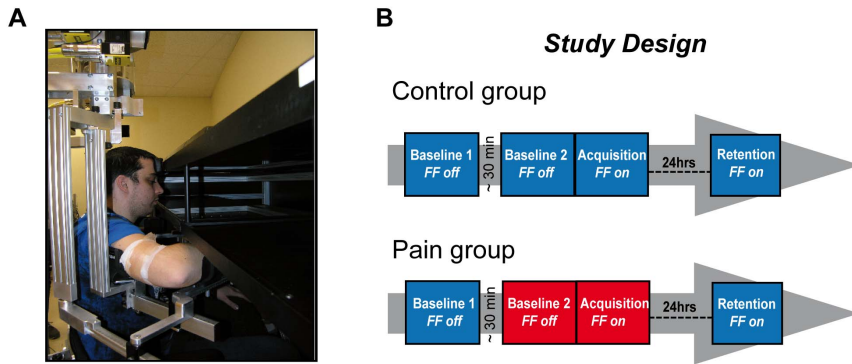 A
B
Study Design
Control group
Baseline 1
FF off
~ 30 min
Baseline 2
FF off
Acquisition
FF on
24hrs
Retention
FF on
Pain group
Baseline 1
FF off
~ 30 min
Baseline 2
FF off
Acquisition
FF on
24hrs
Retention
FF on